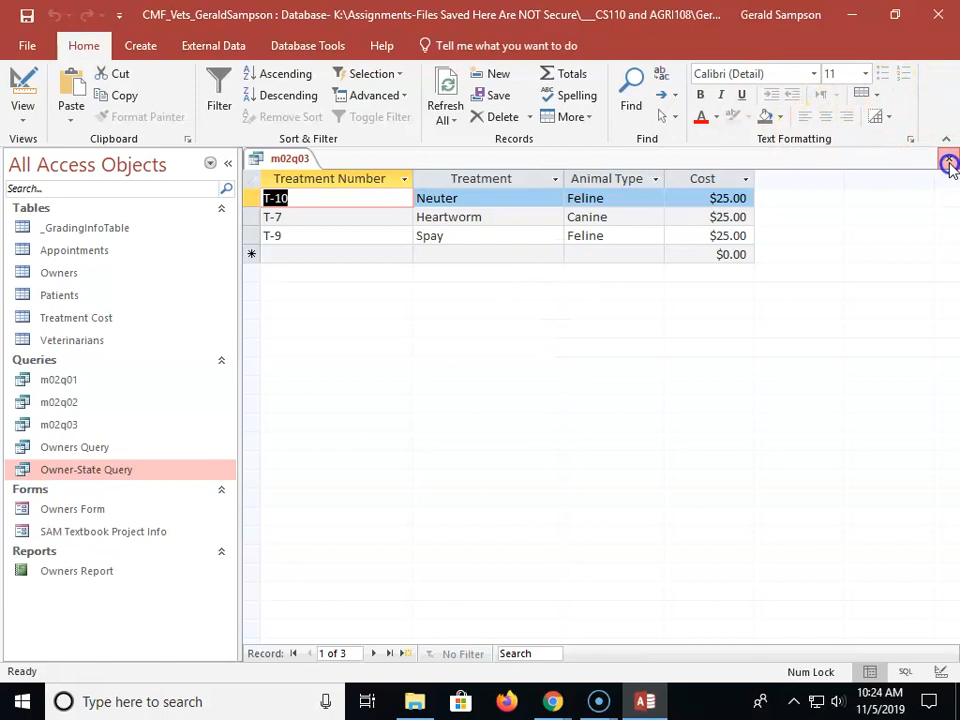 CMF_Vets_GeraldSampson : Database- K:\Assignments-Files Saved Here Are NOT Secure\___CS110 and AGRI108\Ger...
Gerald Sampson
File Home Create External Data Database Tools Help Tell me what you want to do
View
Views
Paste
Cut
Copy
Format Painter
Clipboard
Filter
Ascending
Descending
Remove Sort
Selection
Advanced
Toggle Filter
Sort & Filter
Refresh
All
New
Save
Delete
Totals
Spelling
More
Records
Find
Find
Calibri (Detail) 11
B I U
Text Formatting
All Access Objects
Search...
Tables
_GradingInfoTable
Appointments
Owners
Patients
Treatment Cost
Veterinarians
Queries
m02q01
m02q02
m02q03
Owners Query
Owner-State Query
Forms
Owners Form
SAM Textbook Project Info
Reports
Owners Report
m02q03
Treatment Number Treatment Animal Type Cost
T-10 Neuter Feline $25.00
T-7 Heartworm Canine $25.00
T-9 Spay Feline $25.00
$0.00
Record: 1 of 3 No Filter Search
Ready Num Lock SQL
Type here to search
10:24 AM
11/5/2019